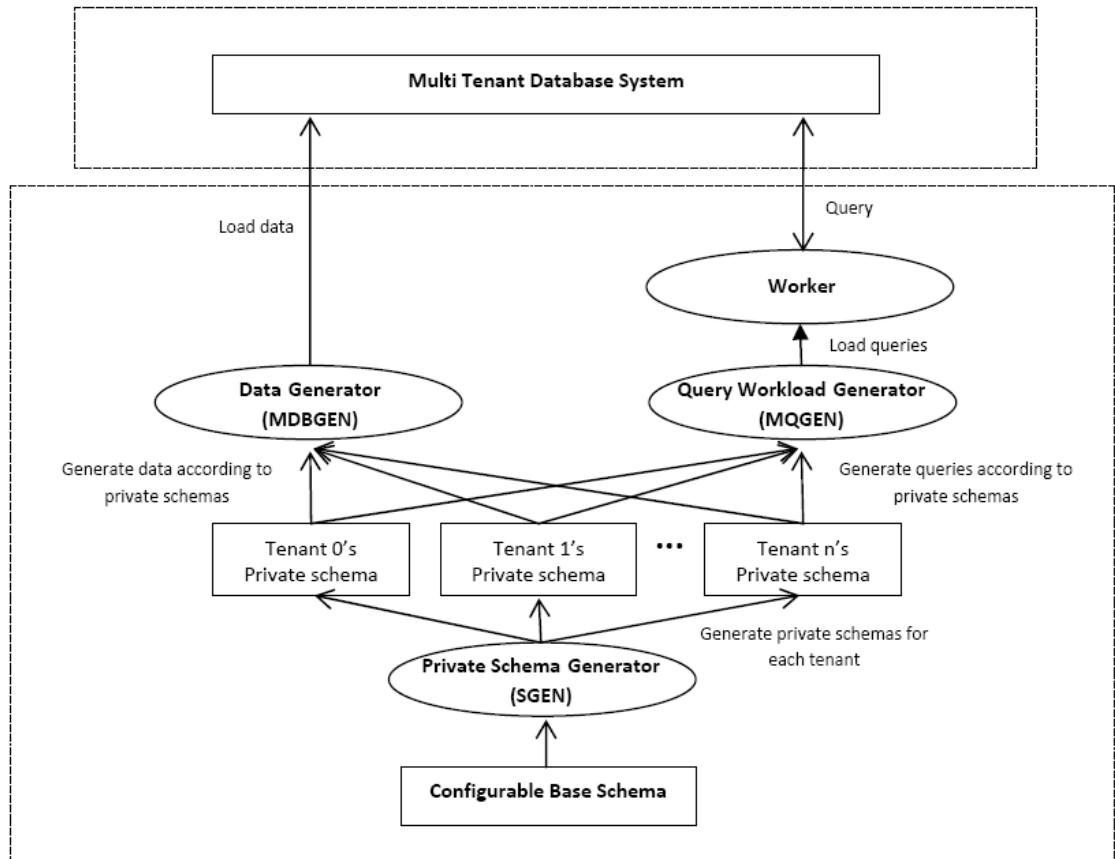 Multi Tenant Database System
Load data
Query
Worker
Load queries
Data Generator
(MDBGEN)
Query Workload Generator
(MQGEN)
Generate data according to
private schemas
Generate queries according to
private schemas
Tenant 0's
Private schema
Tenant 1's
Private schema
•••
Tenant n's
Private schema
Generate private schemas for
each tenant
Private Schema Generator
(SGEN)
Configurable Base Schema